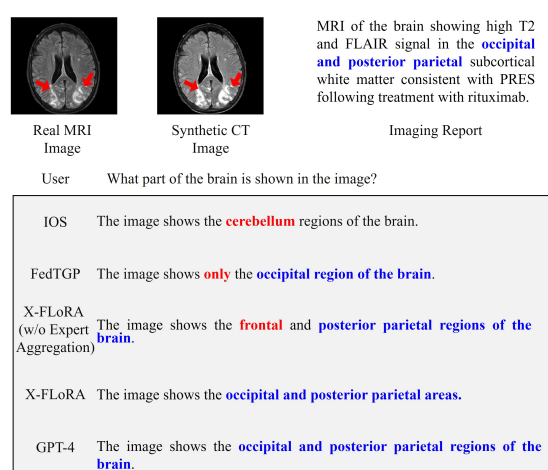 MRI of the brain showing high T2
and FLAIR signal in the occipital
and posterior parietal subcortical
white matter consistent with PRES
following treatment with rituximab.
Real MRI
Image
Synthetic CT
Image
Imaging Report
User What part of the brain is shown in the image?
IOS The image shows the cerebellum regions of the brain.
FedTGP The image shows only the occipital region of the brain.
X-FLoRA
(w/o Expert
Aggregation)
The image shows the frontal and posterior parietal regions of the
brain.
X-FLoRA The image shows the occipital and posterior parietal areas.
GPT-4 The image shows the occipital and posterior parietal regions of the
brain.